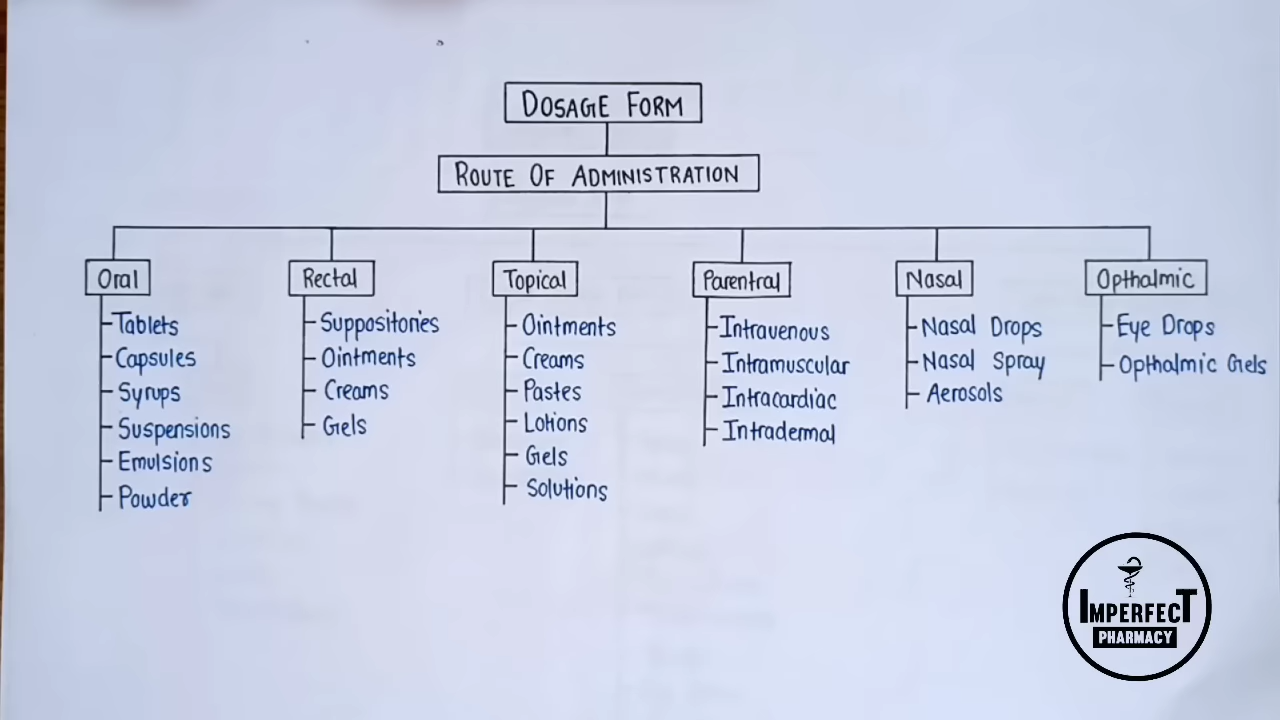 DOSAGE FORM
ROUTE OF ADMINISTRATION
Oral
Tablets
Capsules
Syrups
Suspensions
Emulsions
Powder
Rectal
Suppositories
Ointments
Creams
Gels
Topical
Ointments
Creams
Pastes
Lotions
Gels
Solutions
Parentral
Intravenous
Intramuscular
Intracardiac
Intradermal
Nasal
Nasal Drops
Nasal Spray
Aerosols
Opthalmic
Eye Drops
Opthalmic Gels
IMPERFECT
PHARMACY